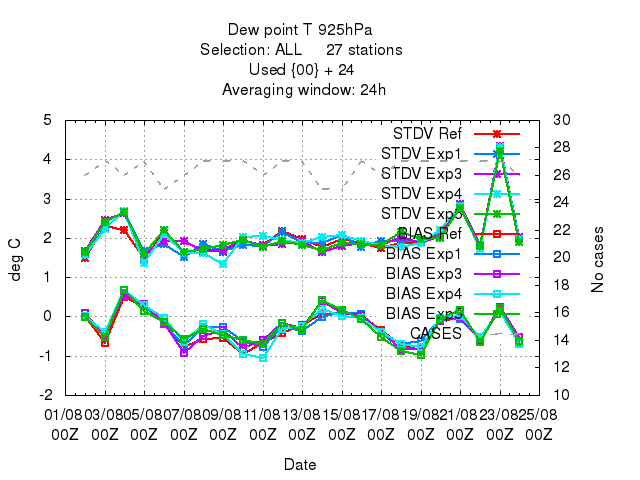 Dew point T 925hPa
Selection: ALL 27 stations
Used {00} + 24
Averaging window: 24h
5
4
3
2
1
0
-1
-2
deg C
30
28
26
24
22
20
18
16
14
12
10
No cases
STDV Ref
STDV Exp1
STDV Exp3
STDV Exp4
STDV Exp5
BIAS Ref
BIAS Exp1
BIAS Exp3
BIAS Exp4
BIAS Exp5
CASES
01/08 03/08 05/08 07/08 09/08 11/08 13/08 15/08 17/08 19/08 21/08 23/08 25/08
00Z 00Z 00Z 00Z 00Z 00Z 00Z 00Z 00Z 00Z 00Z 00Z 00Z
Date